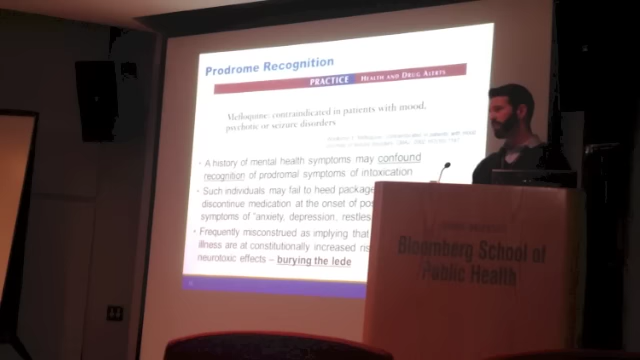 Prodrome Recognition
PRACTICE HEALTH AND DRUG ALERTS
Mefloquine: contraindicated in patients with mood,
psychotic or seizure disorders
• A history of mental health symptoms may confound
recognition of prodromal symptoms of intoxication
• Such individuals may fail to heed package
discontinue medication at the onset of pos
symptoms of "anxiety, depression, restles
• Frequently misconstrued as implying that
illness are at constitutionally increased ris
neurotoxic effects – burying the lede
Bloomberg School of
Public Health